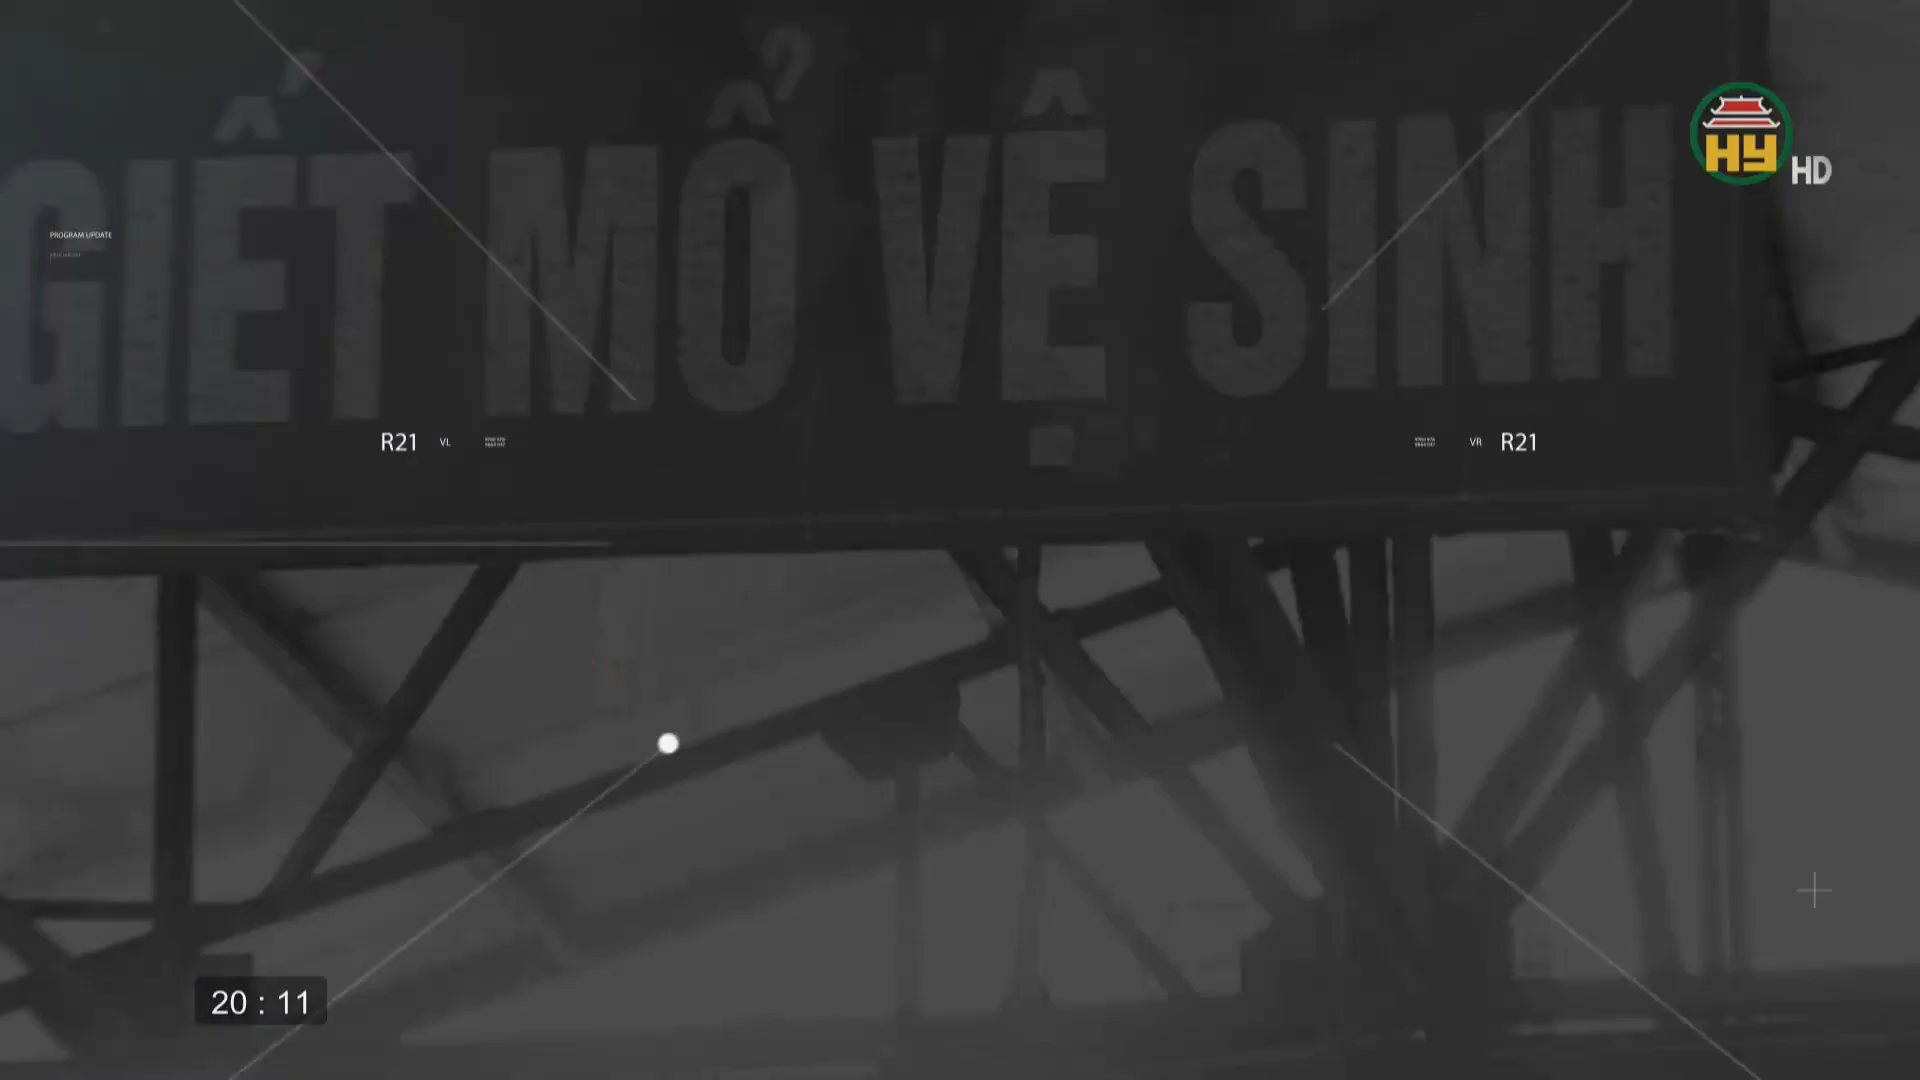 GIẾT MỔ VỆ SINH
HY HD
PROGRAM UPDATE
R21 VL
VR R21
20 : 11